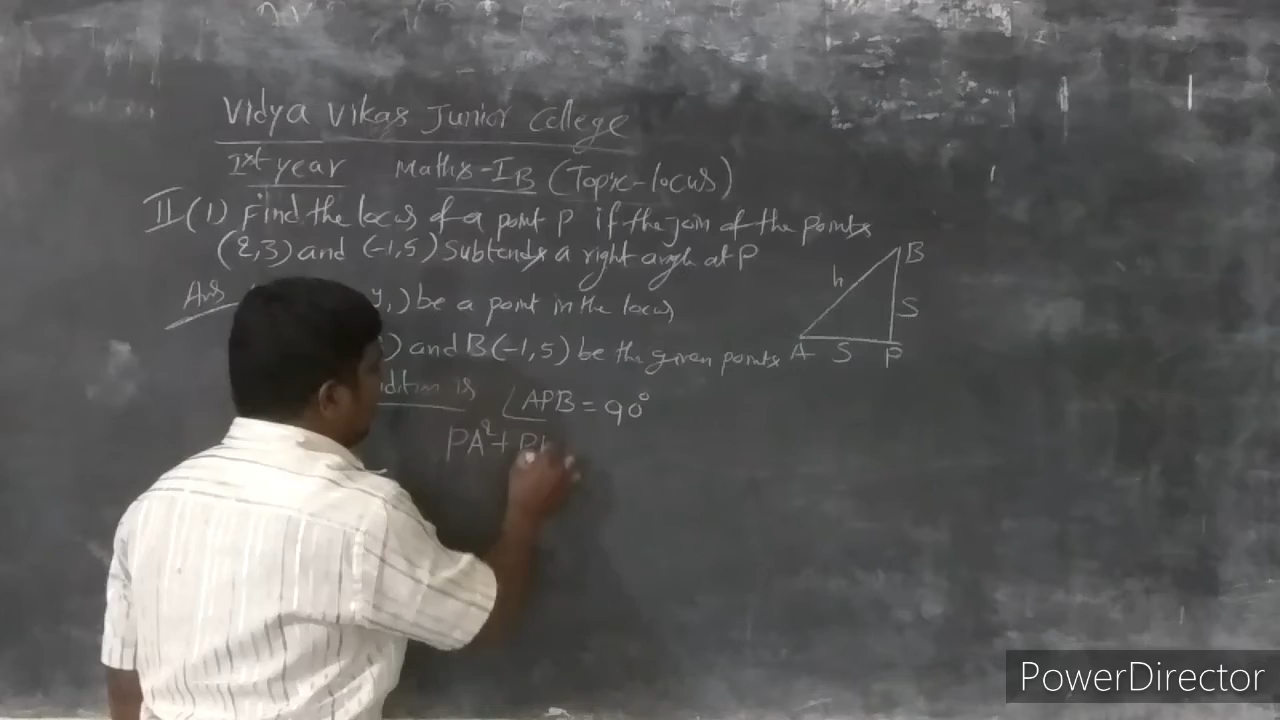 Vidya Vikas Junior College
Ist year Maths-IB (Topic-locus)
II (1) Find the locus of a point P if the join of the points
(2,3) and (-1,5) Subtends a right angle at P
Ans y,) be a point in the locus
) and B(-1,5) be the given points
is ∠APB = 90°
PA² + P
B
h
S
A S P
PowerDirector